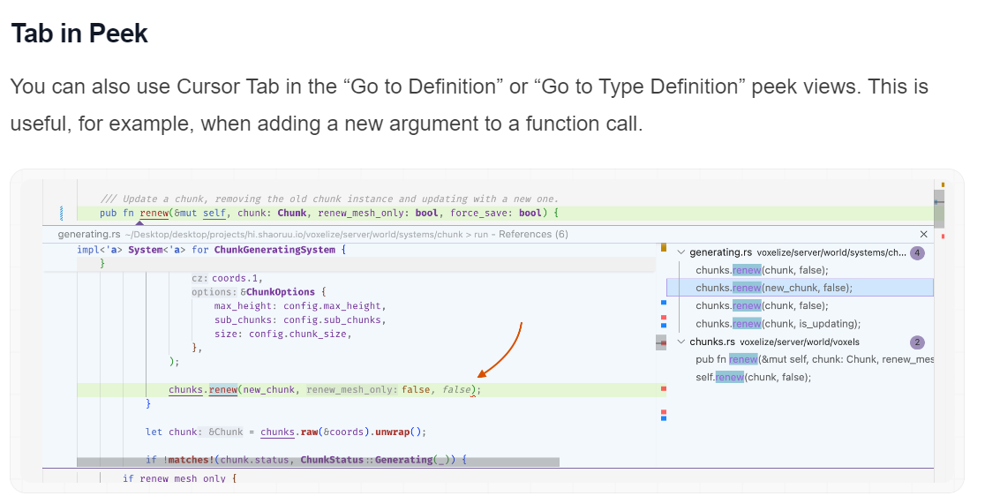 Tab in Peek
You can also use Cursor Tab in the “Go to Definition” or “Go to Type Definition” peek views. This is
useful, for example, when adding a new argument to a function call.
/// Update a chunk, removing the old chunk instance and updating with a new one.
pub fn renew(&mut self, chunk: Chunk, renew_mesh_only: bool, force_save: bool) {
generating.rs ~/Desktop/desktop/projects/hi.shaoruu.io/voxelize/server/world/systems/chunk > run - References (6)
impl<'a> System<'a> for ChunkGeneratingSystem {
}
cz: coords.1,
options: &ChunkOptions {
max_height: config.max_height,
sub_chunks: config.sub_chunks,
size: config.chunk_size,
},
);
chunks.renew(new_chunk, renew_mesh_only: false, false);
}
let chunk: &Chunk = chunks.raw(&coords).unwrap();
if !matches!(chunk.status, ChunkStatus::Generating(_)) {
if renew_mesh_only {
generating.rs voxelize/server/world/systems/ch... 4
chunks.renew(chunk, false);
chunks.renew(new_chunk, false);
chunks.renew(chunk, false);
chunks.renew(chunk, is_updating);
chunks.rs voxelize/server/world/voxels 2
pub fn renew(&mut self, chunk: Chunk, renew_mes
self.renew(chunk, false);